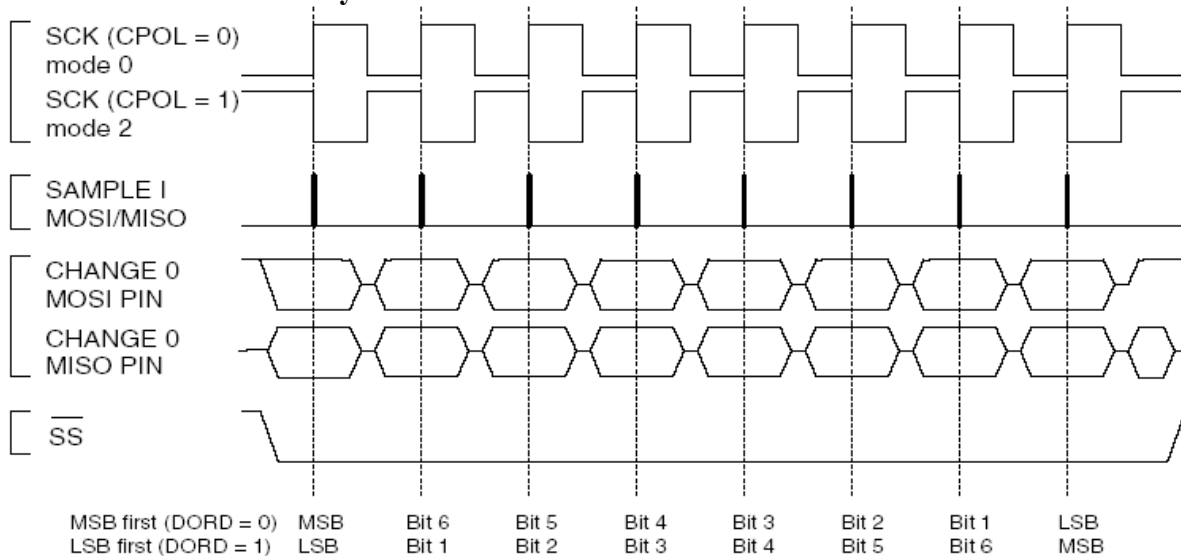 SCK (CPOL = 0)
mode 0
SCK (CPOL = 1)
mode 2
SAMPLE I
MOSI/MISO
CHANGE 0
MOSI PIN
CHANGE 0
MISO PIN
SS
MSB first (DORD = 0) MSB Bit 6 Bit 5 Bit 4 Bit 3 Bit 2 Bit 1 LSB
LSB first (DORD = 1) LSB Bit 1 Bit 2 Bit 3 Bit 4 Bit 5 Bit 6 MSB